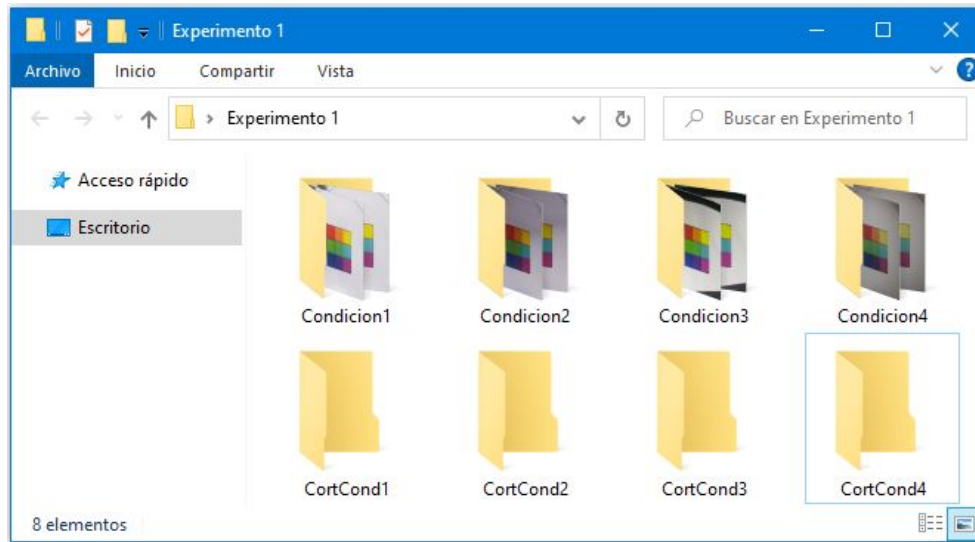 Experimento 1
Archivo Inicio Compartir Vista
Experimento 1 Buscar en Experimento 1
Acceso rápido
Escritorio
Condicion1 Condicion2 Condicion3 Condicion4
CortCond1 CortCond2 CortCond3 CortCond4
8 elementos